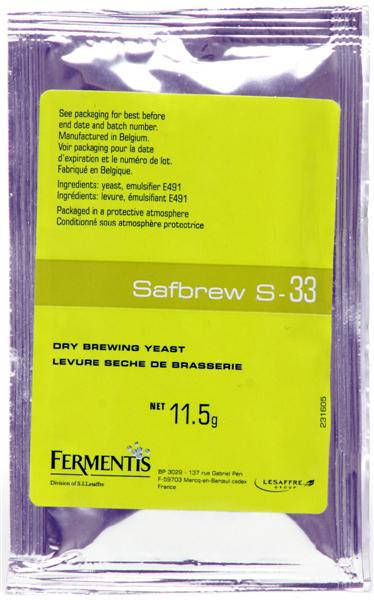 See packaging for best before
end date and batch number.
Manufactured in Belgium.
Voir packaging pour la date
d'expiration et le numéro de lot.
Fabriqué en Belgique.
Ingredients: yeast, emulsifier E491
Ingrédients: levure, émulsifiant E491
Packaged in a protective atmosphere
Conditionné sous atmosphère protectrice
Safbrew S-33
DRY BREWING YEAST
LEVURE SECHE DE BRASSERIE
NET 11.5g
231605
FERMENTIS
Division of S.I.Lesaffre
BP 3029 - 137 rue Gabriel Péri
F-59703 Marcq-en-Baroeul cedex
France
LESAFFRE
GROUP